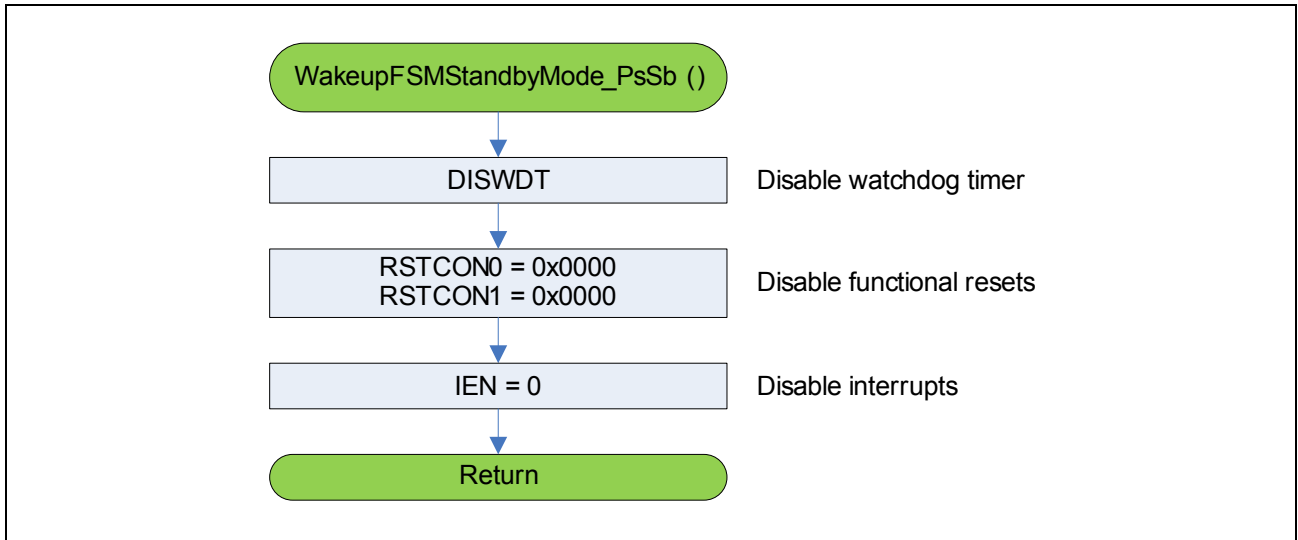 WakeupFSMStandbyMode_PsSb ()
DISWDT
Disable watchdog timer
RSTCON0 = 0x0000
RSTCON1 = 0x0000
Disable functional resets
IEN = 0
Disable interrupts
Return